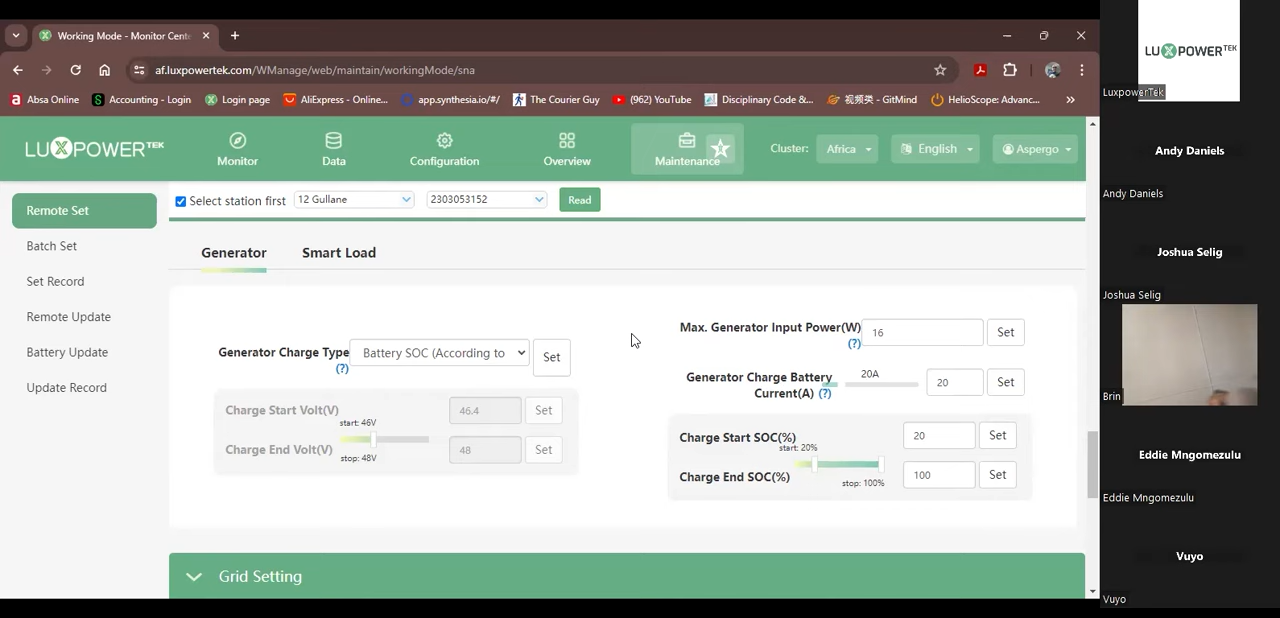 Working Mode - Monitor Cente
af.luxpowertek.com/WManage/web/maintain/workingMode/sna
Absa Online
Accounting - Login
Login page
AliExpress - Online...
app.synthesia.io/#/
The Courier Guy
(962) YouTube
Disciplinary Code &...
视频类 - GitMind
HelioScope: Advanc...
LUXPOWERTEK
Monitor
Data
Configuration
Overview
Maintenance
Cluster:
Africa
English
Aspergo
Remote Set
Batch Set
Set Record
Remote Update
Battery Update
Update Record
Select station first
12 Gullane
2303053152
Read
Generator
Smart Load
Generator Charge Type
(?)
Battery SOC (According to
Set
Charge Start Volt(V)
start: 46V
46.4
Set
Charge End Volt(V)
stop: 48V
48
Set
Max. Generator Input Power(W)
(?)
16
Set
Generator Charge Battery
Current(A) (?)
20A
20
Set
Charge Start SOC(%)
start: 20%
20
Set
Charge End SOC(%)
stop: 100%
100
Set
Grid Setting
LUXPOWERTEK
LuxpowerTek
Andy Daniels
Andy Daniels
Joshua Selig
Joshua Selig
Brin
Eddie Mngomezulu
Eddie Mngomezulu
Vuyo
Vuyo